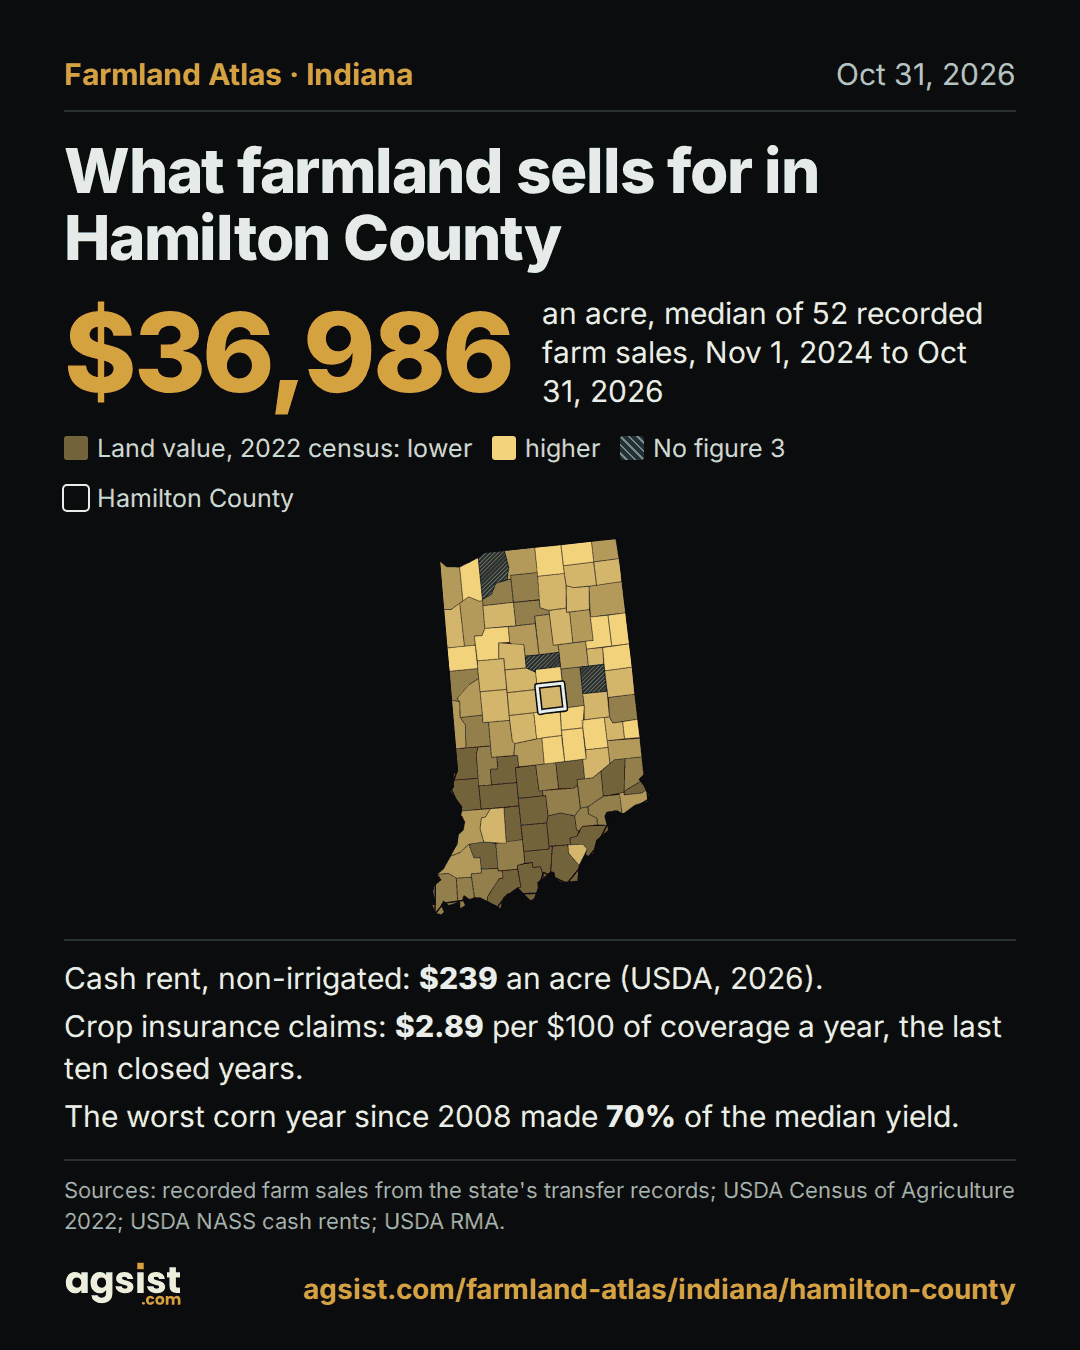 Farmland Atlas · Indiana
Oct 31, 2026
What farmland sells for in
Hamilton County
$36,986
an acre, median of 52 recorded
farm sales, Nov 1, 2024 to Oct
31, 2026
Land value, 2022 census: lower
higher
No figure 3
Hamilton County
Cash rent, non-irrigated: $239 an acre (USDA, 2026).
Crop insurance claims: $2.89 per $100 of coverage a year, the last
ten closed years.
The worst corn year since 2008 made 70% of the median yield.
Sources: recorded farm sales from the state's transfer records; USDA Census of Agriculture
2022; USDA NASS cash rents; USDA RMA.
agsist
.com
agsist.com/farmland-atlas/indiana/hamilton-county